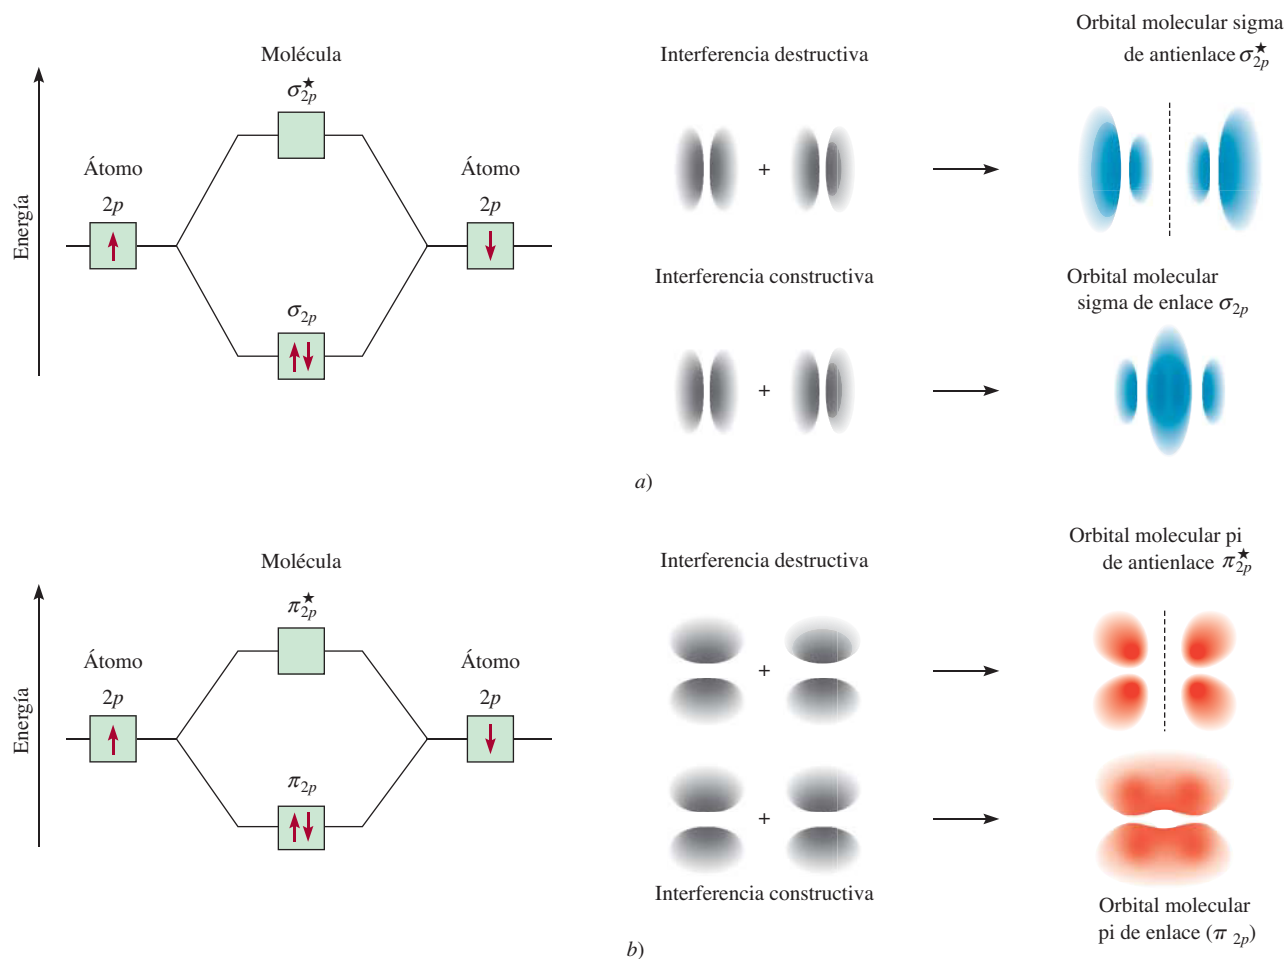 Molécula
σ★2p
Átomo
2p
Átomo
2p
σ2p
Energía
Interferencia destructiva
+
Orbital molecular sigma
de antienlace σ★2p
Interferencia constructiva
+
Orbital molecular
sigma de enlace σ2p
a)
Molécula
π★2p
Átomo
2p
Átomo
2p
π2p
Energía
Interferencia destructiva
+
Orbital molecular pi
de antienlace π★2p
+
Interferencia constructiva
Orbital molecular
pi de enlace (π 2p)
b)